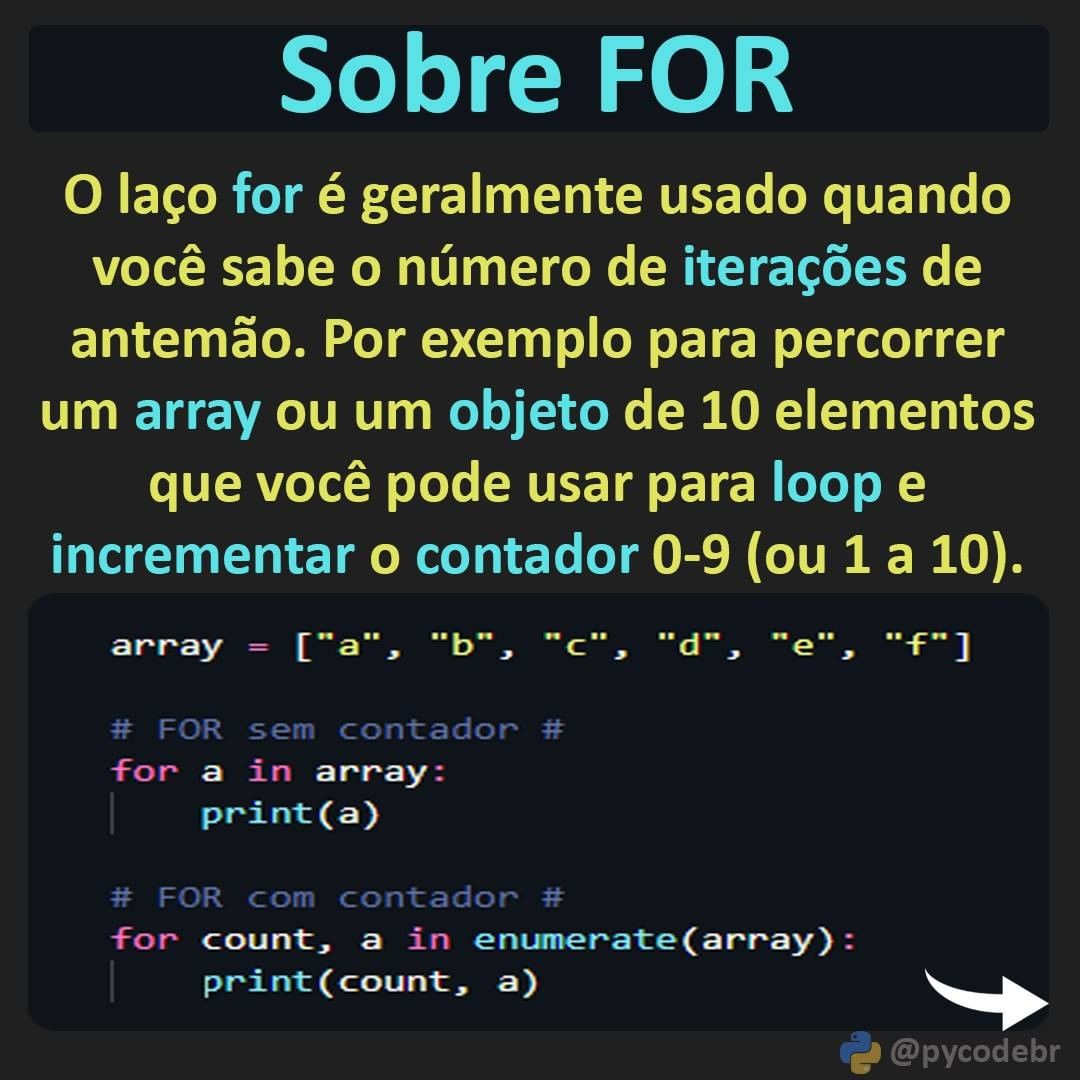 Sobre FOR
O laço for é geralmente usado quando
você sabe o número de iterações de
antemão. Por exemplo para percorrer
um array ou um objeto de 10 elementos
que você pode usar para loop e
incrementar o contador 0-9 (ou 1 a 10).
array = ["a", "b", "c", "d", "e", "f"]
# FOR sem contador #
for a in array:
print(a)
# FOR com contador #
for count, a in enumerate(array):
print(count, a)
@pycodebr